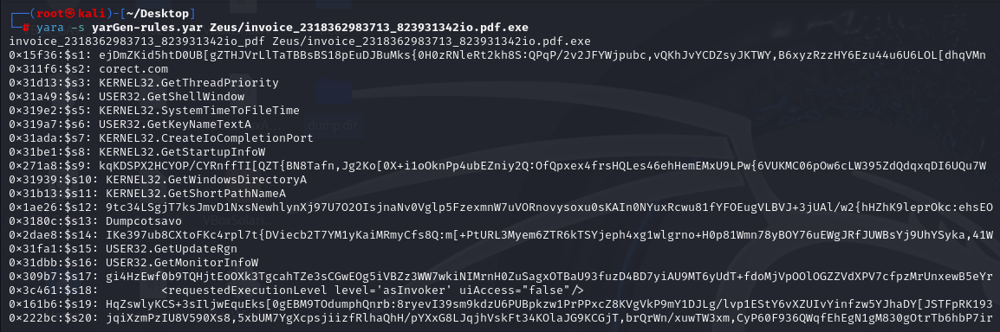 ┌──(root㉿kali)-[~/Desktop]
└─# yara -s yarGen-rules.yar Zeus/invoice_2318362983713_823931342io.pdf.exe
invoice_2318362983713_823931342io_pdf Zeus/invoice_2318362983713_823931342io.pdf.exe
0×15f36:$s1: ejDmZKid5htD0UB[gZTHJVrLlTaTBBsBS18pEuDJBuMks{0H0zRNleRt2kh8S:QPqP/2v2JFYWjpubc,vQKhJvYCDZsyJKTWY,B6xyzRzzHY6Ezu44u6U6LOL[dhqVMn
0×311f6:$s2: corect.com
0×31d13:$s3: KERNEL32.GetThreadPriority
0×31a49:$s4: USER32.GetShellWindow
0×319e2:$s5: KERNEL32.SystemTimeToFileTime
0×319a7:$s6: USER32.GetKeyNameTextA
0×31ada:$s7: KERNEL32.CreateIoCompletionPort
0×31be1:$s8: KERNEL32.GetStartupInfoW
0×271a8:$s9: kqKDSPX2HCYOP/CYRnffTI[QZT{BN8Tafn,Jg2Ko[0X+i1oOknPp4ubEZniy2Q:OfQpxex4frsHQLes46ehHemEMxU9LPw{6VUKMC06pOw6cLW395ZdQdqxqDI6UQu7W
0×31939:$s10: KERNEL32.GetWindowsDirectoryA
0×31b13:$s11: KERNEL32.GetShortPathNameA
0×1ae26:$s12: 9tc34LSgjT7ksJmvD1NxsNewhlynXj97U7O2OIsjnaNv0Vglp5FzexmnW7uVORnovysoxu0sKAIn0NYuxRcwu81fYFOEugVLBVJ+3jUAl/w2{hHZhK9leprOkc:ehsEO
0×3180c:$s13: Dumpcotsavo
0×2dae8:$s14: IKe397ub8CXtoFKc4rpl7t{DViecb2T7YM1yKaiMRmyCfs8Q:m[+PtURL3Myem6ZTR6kTSYjeph4xg1wlgrno+H0p81Wmn78yBOY76uEWgJRfJUWBsYj9UhYSyka,41W
0×31fa1:$s15: USER32.GetUpdateRgn
0×31dbb:$s16: USER32.GetMonitorInfoW
0×309b7:$s17: gi4HzEwf0b9TQHjtEoOXk3TgcahTZe3sCGwEOg5iVBZz3WW7wkiNIMrnH0ZuSagxOTBaU93fuzD4BD7yiAU9MT6yUdT+fdoMjVpOOlOGZZVdXPV7cfpzMrUnxewB5eYr
0×3c461:$s18:         <requestedExecutionLevel level='asInvoker' uiAccess="false"/>
0×161b6:$s19: HqZswlyKCS+3sIljwEquEks[0gEBM9TOdumphQnrb:8ryevI39sm9kdzU6PUBpkzw1PrPPxcZ8KVgVkP9mY1DJLg/lvp1EStY6vXZUIvYinfzw5YJhaDY[JSTFpRK193
0×222bc:$s20: jqiXzmPzIU8V590Xs8,5xbUM7YgXcpsjiizfRlhaQhH/pYXxG8LJqjhVskFt34KOlaJG9KCGjT,brQrWn/xuwTW3xm,CyP60F936QWqfEhEgN1gM830gOtrTb6hbP7ir